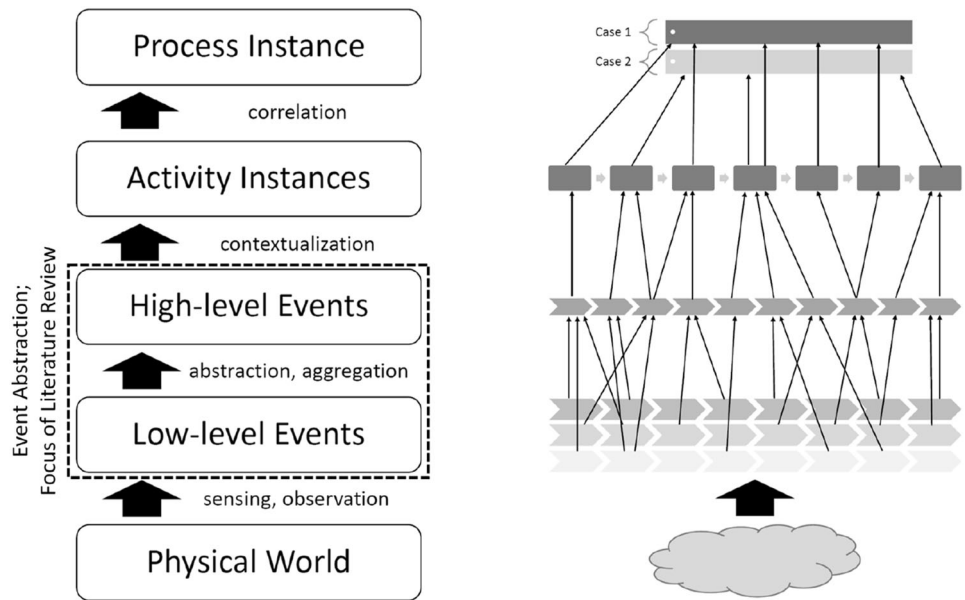 Process Instance
correlation
Activity Instances
contextualization
Event Abstraction;
Focus of Literature Review
High-level Events
abstraction, aggregation
Low-level Events
sensing, observation
Physical World
Case 1
Case 2